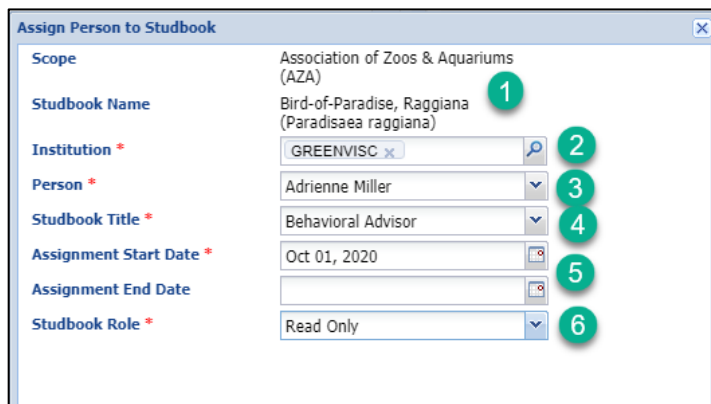 Assign Person to Studbook
Scope
Association of Zoos & Aquariums
(AZA)
1
Studbook Name
Bird-of-Paradise, Raggiana
(Paradisaea raggiana)
Institution *
GREENVISC x
2
Person *
Adrienne Miller
3
Studbook Title *
Behavioral Advisor
4
Assignment Start Date *
Oct 01, 2020
5
Assignment End Date
Studbook Role *
Read Only
6